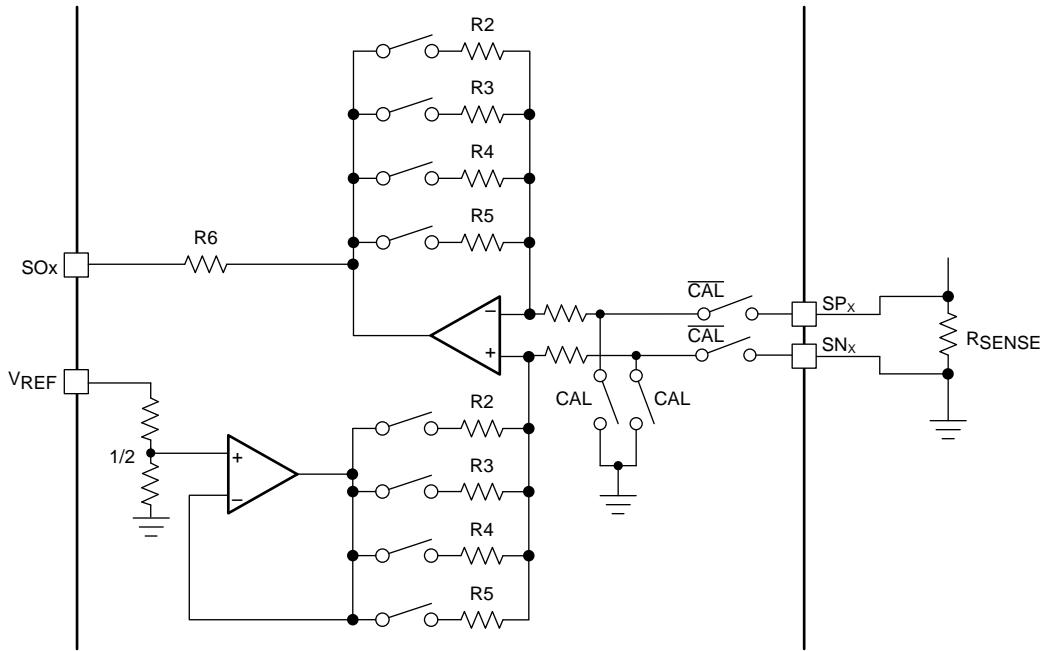 R2
R3
R4
R5
R6
SOx
−
+
CAL
CAL
SPX
SNX
RSENSE
VREF
1/2
+
−
CAL
CAL
R2
R3
R4
R5